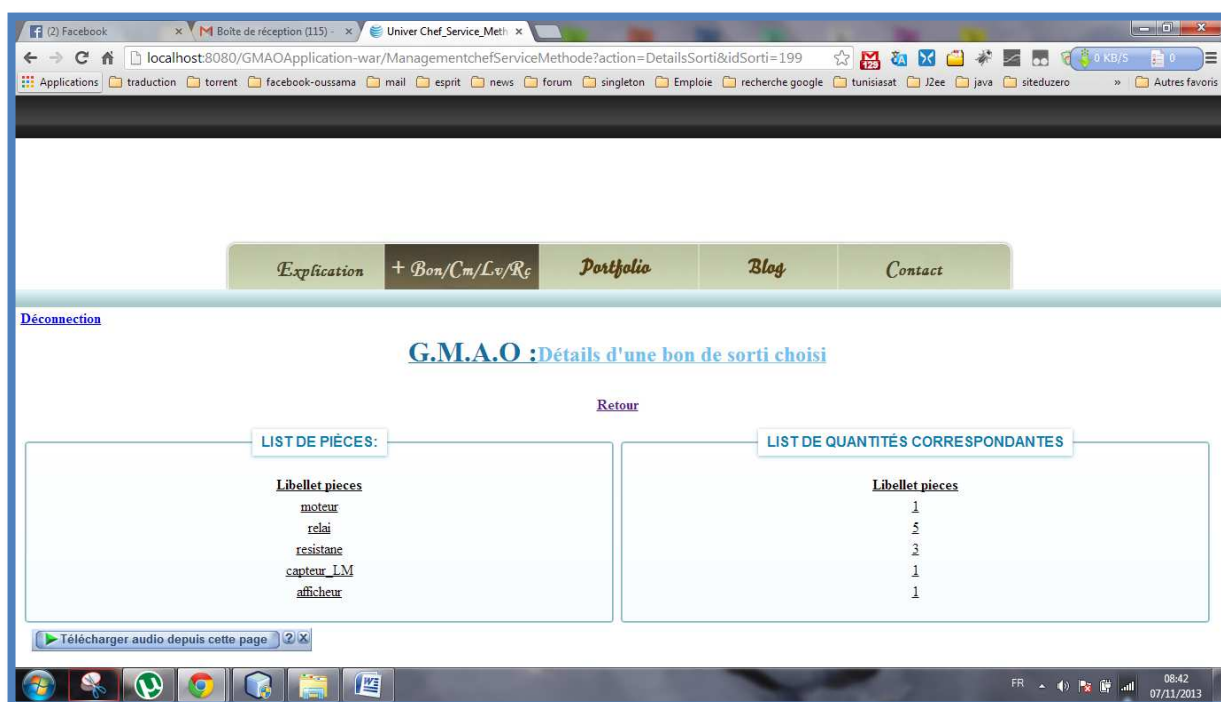 (2) Facebook
Boîte de réception (115) -
Univer Chef_Service_Meth
localhost:8080/GMAOApplication-war/ManagementchefServiceMethode?action=DetailsSorti&idSorti=199
123
0 KB/S
0
Applications traduction torrent facebook-oussama mail esprit news forum singleton Emploie recherche google tunisiasat J2ee java siteduzero » Autres favoris
Explication
+ Bon/Cm/Lv/Rç
Portfolio
Blog
Contact
Déconnection
G.M.A.O :Détails d'une bon de sorti choisi
Retour
LIST DE PIÈCES:
Libellet pieces
moteur
relai
resistane
capteur_LM
afficheur
LIST DE QUANTITÉS CORRESPONDANTES
Libellet pieces
1
5
3
1
1
Télécharger audio depuis cette page
FR
08:42
07/11/2013